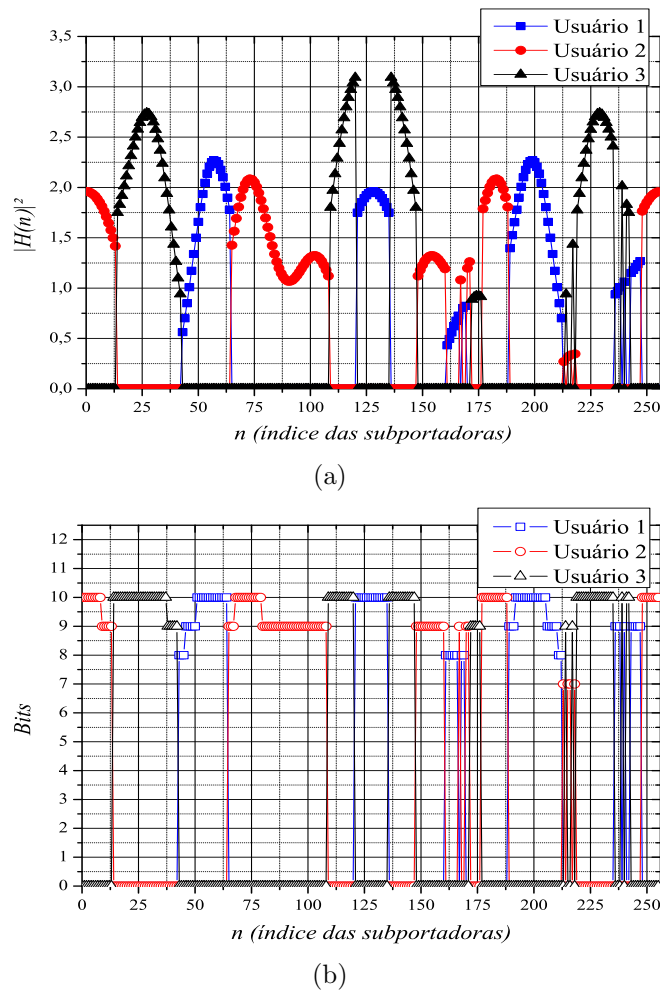 Usuário 1
Usuário 2
Usuário 3
3,5
3,0
2,5
2,0
1,5
1,0
0,5
0,0
|H(n)|²
0 25 50 75 100 125 150 175 200 225 250
n (índice das subportadoras)
(a)
Usuário 1
Usuário 2
Usuário 3
12
11
10
9
8
7
6
5
4
3
2
1
0
Bits
0 25 50 75 100 125 150 175 200 225 250
n (índice das subportadoras)
(b)